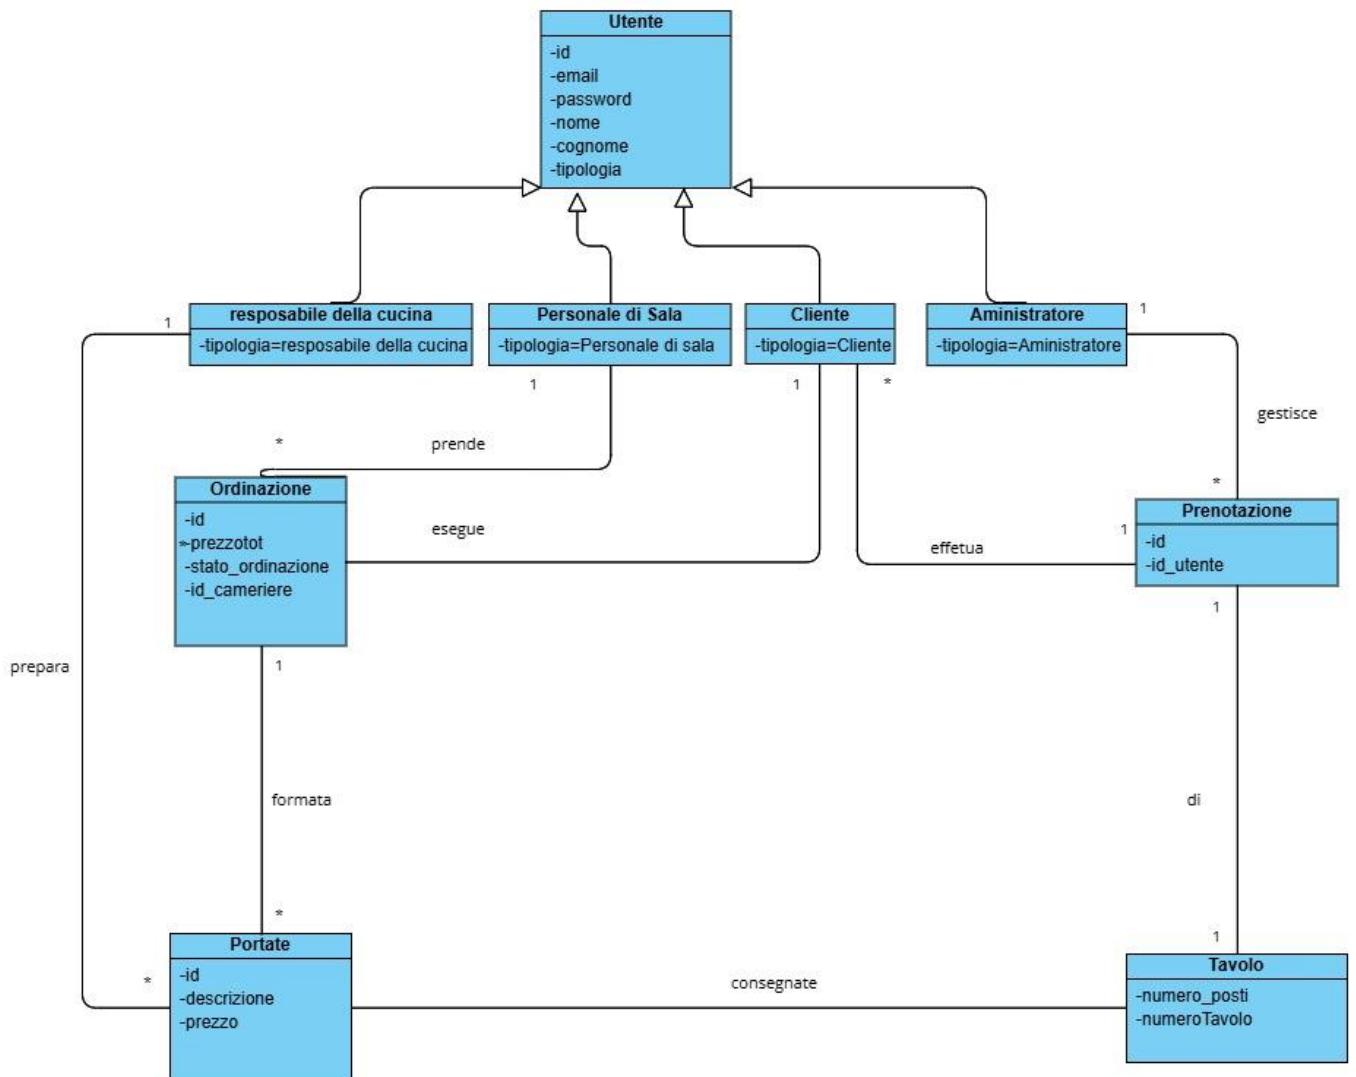 Utente
-id
-email
-password
-nome
-cognome
-tipologia
resposabile della cucina
-tipologia=resposabile della cucina
Personale di Sala
-tipologia=Personale di sala
Cliente
-tipologia=Cliente
Aministratore
-tipologia=Aministratore
1
1
1
1
*
gestisce
*
prende
*
Ordinazione
-id
*-prezzotot
-stato_ordinazione
-id_cameriere
esegue
effetua
1
Prenotazione
-id
-id_utente
1
1
prepara
formata
di
*
1
Portate
-id
-descrizione
-prezzo
*
consegnate
Tavolo
-numero_posti
-numeroTavolo